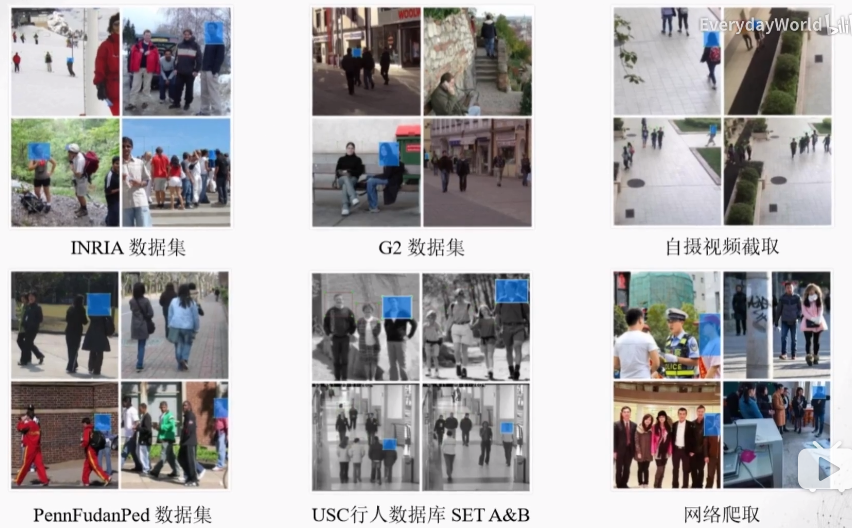 EverydayWorld bili
INRIA 数据集
G2 数据集
自摄视频截取
PennFudanPed 数据集
USC行人数据库 SET A&B
网络爬取